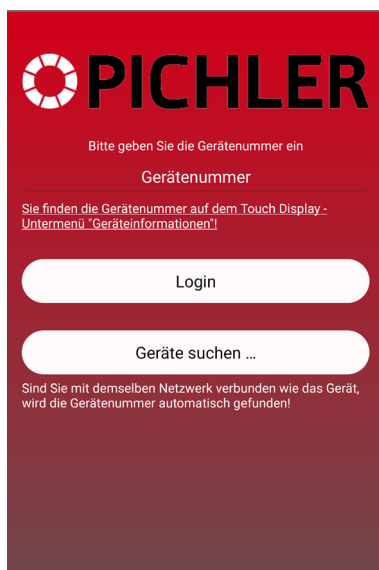 PICHLER
Bitte geben Sie die Gerätenummer ein
Gerätenummer
Sie finden die Gerätenummer auf dem Touch Display -
Untermenü "Geräteinformationen"!
Login
Geräte suchen ...
Sind Sie mit demselben Netzwerk verbunden wie das Gerät,
wird die Gerätenummer automatisch gefunden!